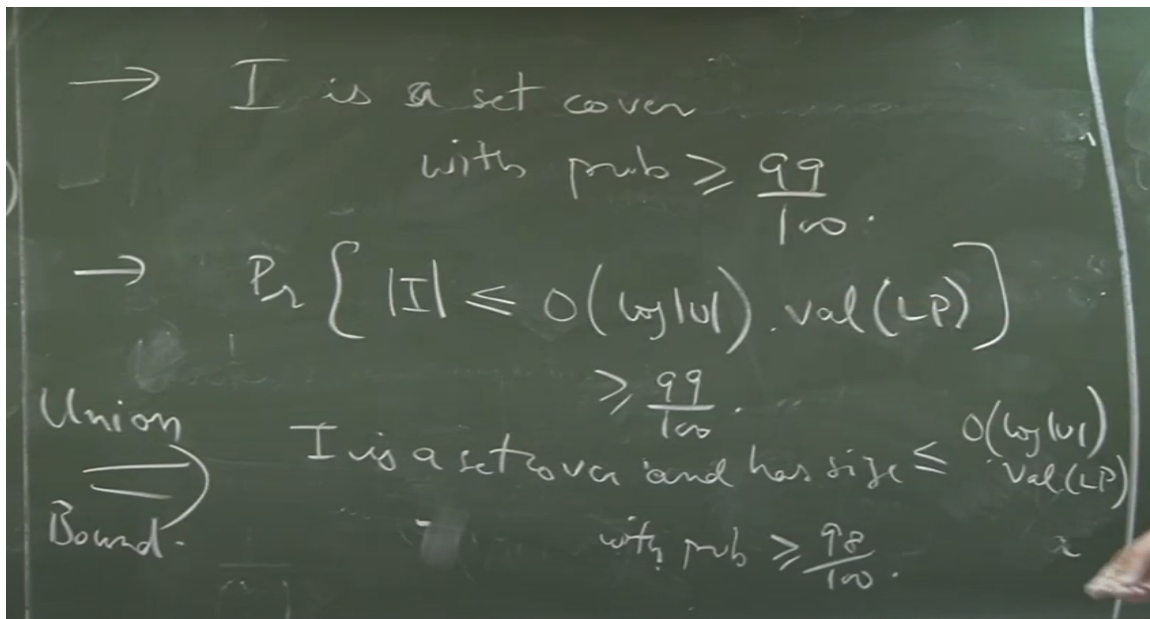 → I is a set cover
with prob ≥ 99/100.
→ Pr { |I| ≤ O(log|U|) . val(LP) ]
≥ 99/100.
Union
Bound.
⇒ I is a set cover and has size ≤ O(log|U|) Val(LP)
with prob ≥ 98/100.